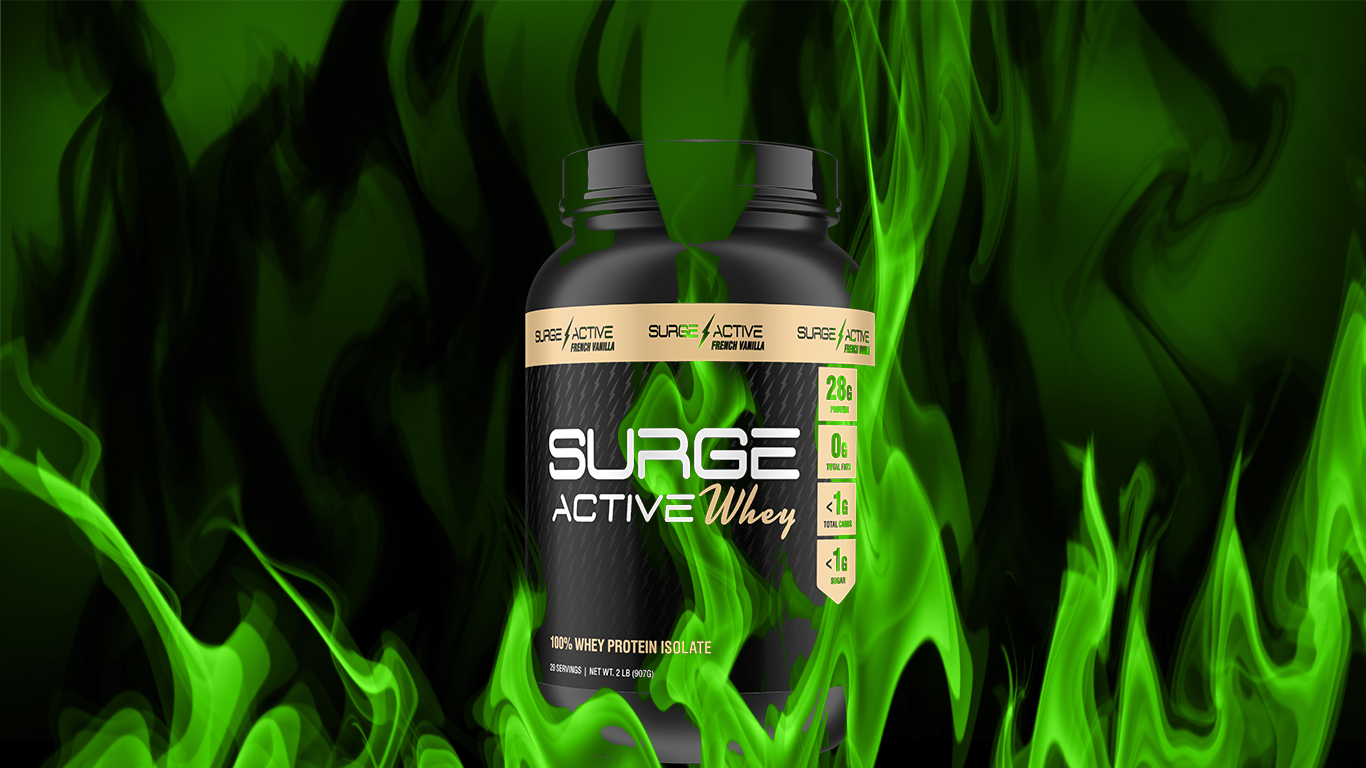 SURGE ACTIVE
FRENCH VANILLA
SURGE ACTIVE
FRENCH VANILLA
SURGE ACTIVE
FRENCH VANILLA
28G
PROTEIN
0G
TOTAL FATS
<1G
TOTAL CARBS
<1G
SUGAR
SURGE
ACTIVE Whey
100% WHEY PROTEIN ISOLATE
29 SERVINGS | NET WT. 2 LB (907G)